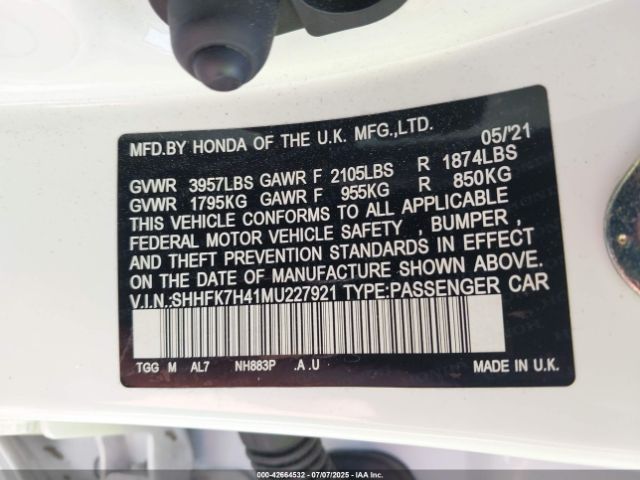 MFD.BY HONDA OF THE U.K. MFG.,LTD. 05/'21
GVWR 3957LBS GAWR F 2105LBS R 1874LBS
GVWR 1795KG GAWR F 955KG R 850KG
THIS VEHICLE CONFORMS TO ALL APPLICABLE
FEDERAL MOTOR VEHICLE SAFETY , BUMPER ,
AND THEFT PREVENTION STANDARDS IN EFFECT
ON THE DATE OF MANUFACTURE SHOWN ABOVE.
V.I.N.:SHHFK7H41MU227921 TYPE:PASSENGER CAR
TGG M AL7 NH883P .A .U MADE IN U.K.
000-42664532 - 07/07/2025 - IAAI.com